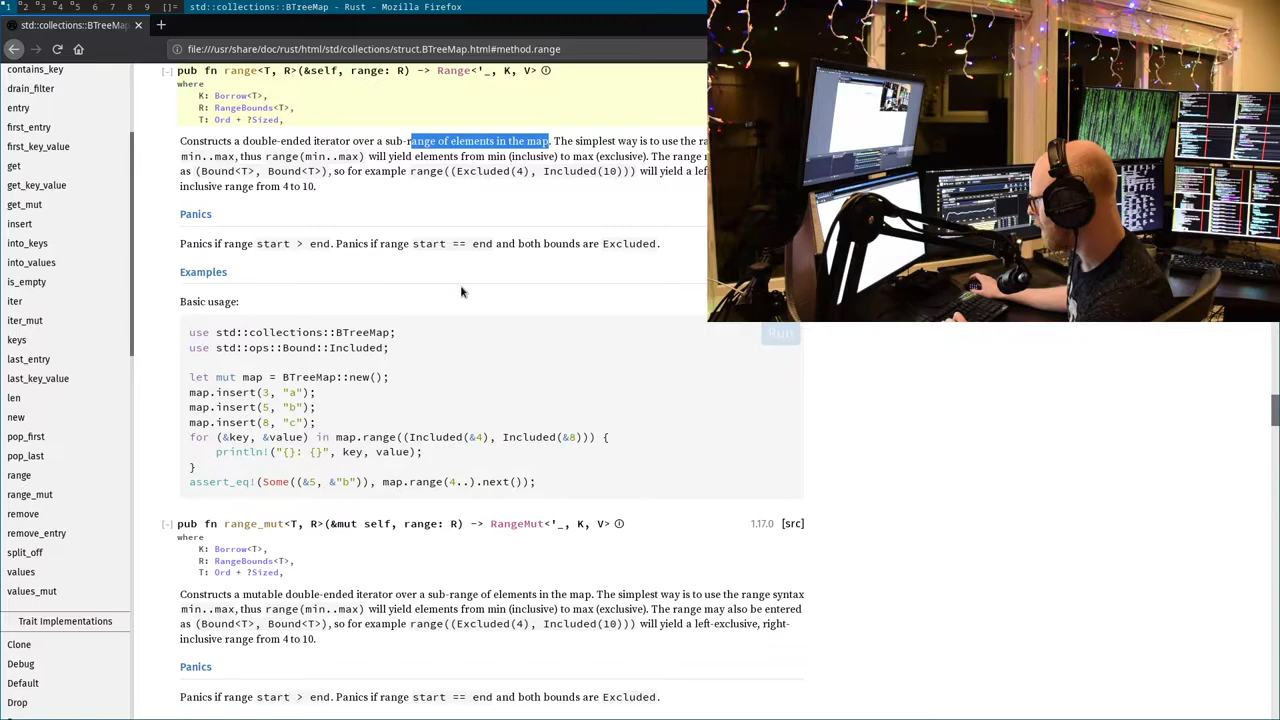 1 2 3 4 5 6 7 8 9 []= std::collections::BTreeMap - Rust - Mozilla Firefox
std::collections::BTreeMap
file:///usr/share/doc/rust/html/std/collections/struct.BTreeMap.html#method.range
contains_key
drain_filter
entry
first_entry
first_key_value
get
get_key_value
get_mut
insert
into_keys
into_values
is_empty
iter
iter_mut
keys
last_entry
last_key_value
len
new
pop_first
pop_last
range
range_mut
remove
remove_entry
split_off
values
values_mut
Trait Implementations
Clone
Debug
Default
Drop
[-] pub fn range<T, R>(&self, range: R) -> Range<'_, K, V> ⓘ
where
K: Borrow<T>,
R: RangeBounds<T>,
T: Ord + ?Sized,
Constructs a double-ended iterator over a sub-range of elements in the map. The simplest way is to use the ra
min..max, thus range(min..max) will yield elements from min (inclusive) to max (exclusive). The range r
as (Bound<T>, Bound<T>), so for example range((Excluded(4), Included(10))) will yield a left
inclusive range from 4 to 10.
Panics
Panics if range start > end. Panics if range start == end and both bounds are Excluded.
Examples
Basic usage:
Run
use std::collections::BTreeMap;
use std::ops::Bound::Included;
let mut map = BTreeMap::new();
map.insert(3, "a");
map.insert(5, "b");
map.insert(8, "c");
for (&key, &value) in map.range((Included(&4), Included(&8))) {
println!("{}: {}", key, value);
}
assert_eq!(Some((&5, &"b")), map.range(4..).next());
[-] pub fn range_mut<T, R>(&mut self, range: R) -> RangeMut<'_, K, V> ⓘ 1.17.0 [src]
where
K: Borrow<T>,
R: RangeBounds<T>,
T: Ord + ?Sized,
Constructs a mutable double-ended iterator over a sub-range of elements in the map. The simplest way is to use the range syntax
min..max, thus range(min..max) will yield elements from min (inclusive) to max (exclusive). The range may also be entered
as (Bound<T>, Bound<T>), so for example range((Excluded(4), Included(10))) will yield a left-exclusive, right-
inclusive range from 4 to 10.
Panics
Panics if range start > end. Panics if range start == end and both bounds are Excluded.